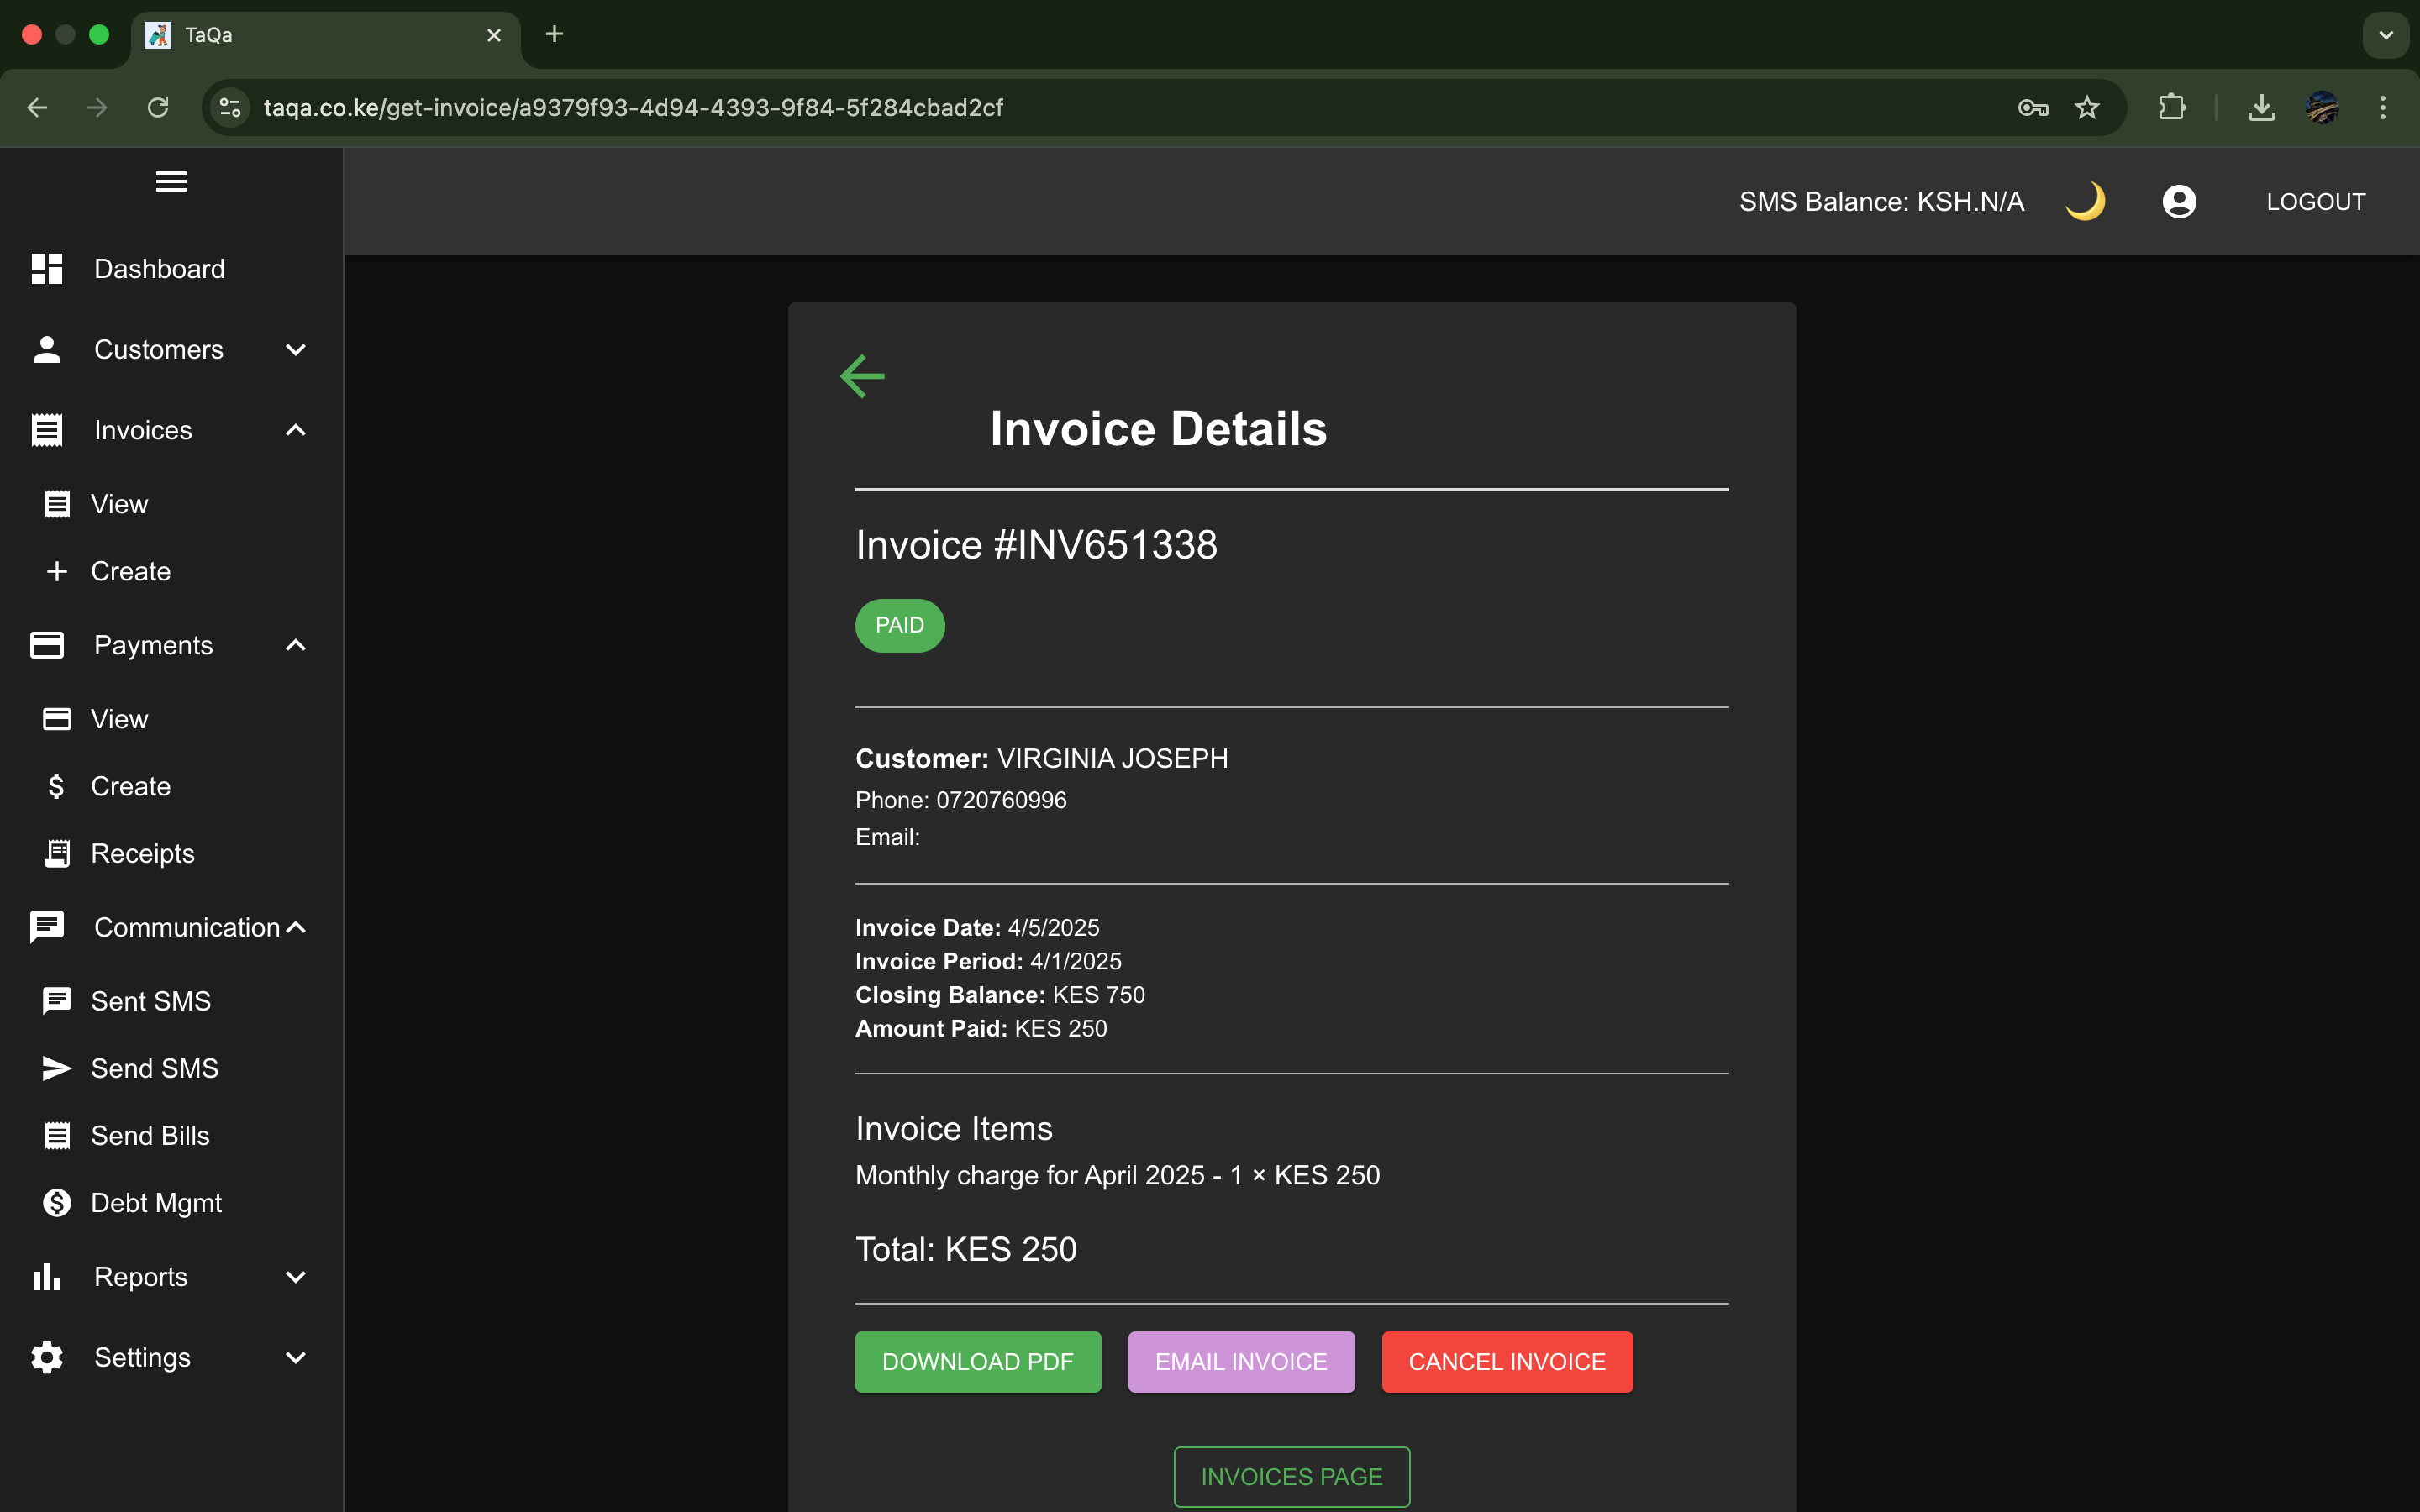 TaQa
taqa.co.ke/get-invoice/a9379f93-4d94-4393-9f84-5f284cbad2cf
SMS Balance: KSH.N/A
LOGOUT
Dashboard
Customers
Invoices
View
Create
Payments
View
Create
Receipts
Communication
Sent SMS
Send SMS
Send Bills
Debt Mgmt
Reports
Settings
Invoice Details
Invoice #INV651338
PAID
Customer: VIRGINIA JOSEPH
Phone: 0720760996
Email:
Invoice Date: 4/5/2025
Invoice Period: 4/1/2025
Closing Balance: KES 750
Amount Paid: KES 250
Invoice Items
Monthly charge for April 2025 - 1 × KES 250
Total: KES 250
DOWNLOAD PDF
EMAIL INVOICE
CANCEL INVOICE
INVOICES PAGE